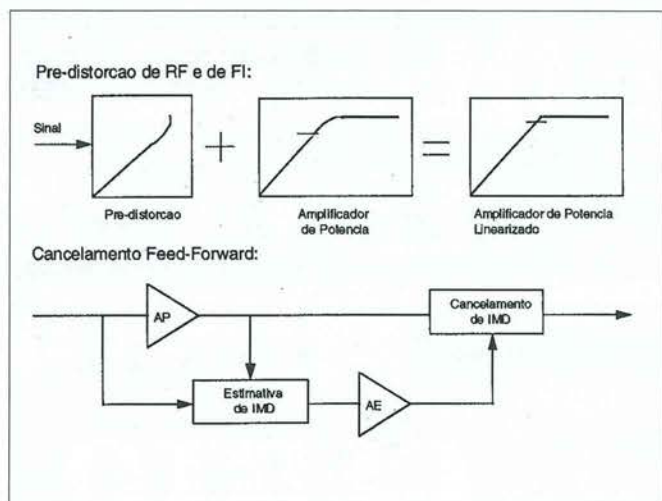 Pre-distorcao de RF e de FI:
Sinal
+
=
Pre-distorcao
Amplificador
de Potencia
Amplificador de Potencia
Linearizado
Cancelamento Feed-Forward:
AP
Cancelamento
de IMD
Estimativa
de IMD
AE